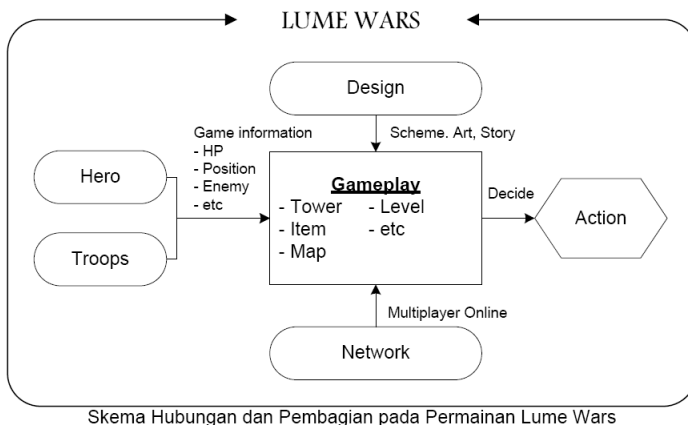 LUME WARS
Design
Scheme. Art, Story
Game information
- HP
- Position
- Enemy
- etc
Hero
Troops
Gameplay
- Tower - Level
- Item - etc
- Map
Decide
Action
Multiplayer Online
Network
Skema Hubungan dan Pembagian pada Permainan Lume Wars